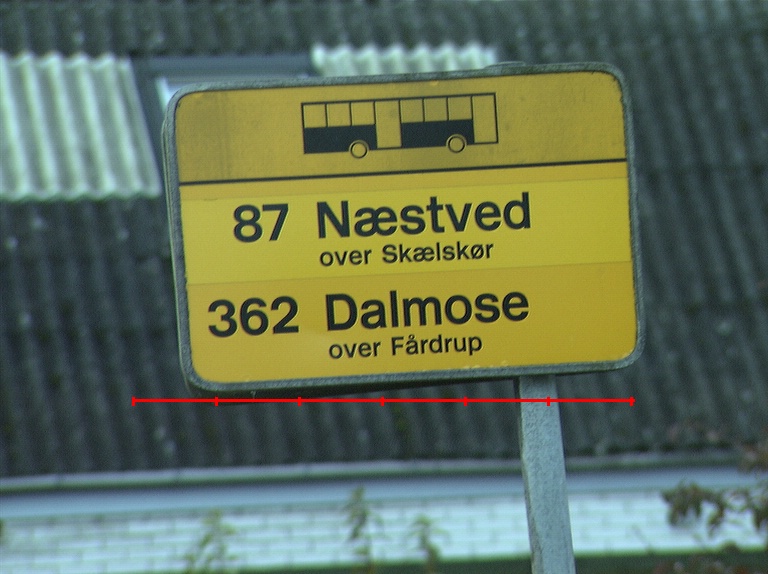 87 Næstved
over Skælskør
362 Dalmose
over Fårdrup